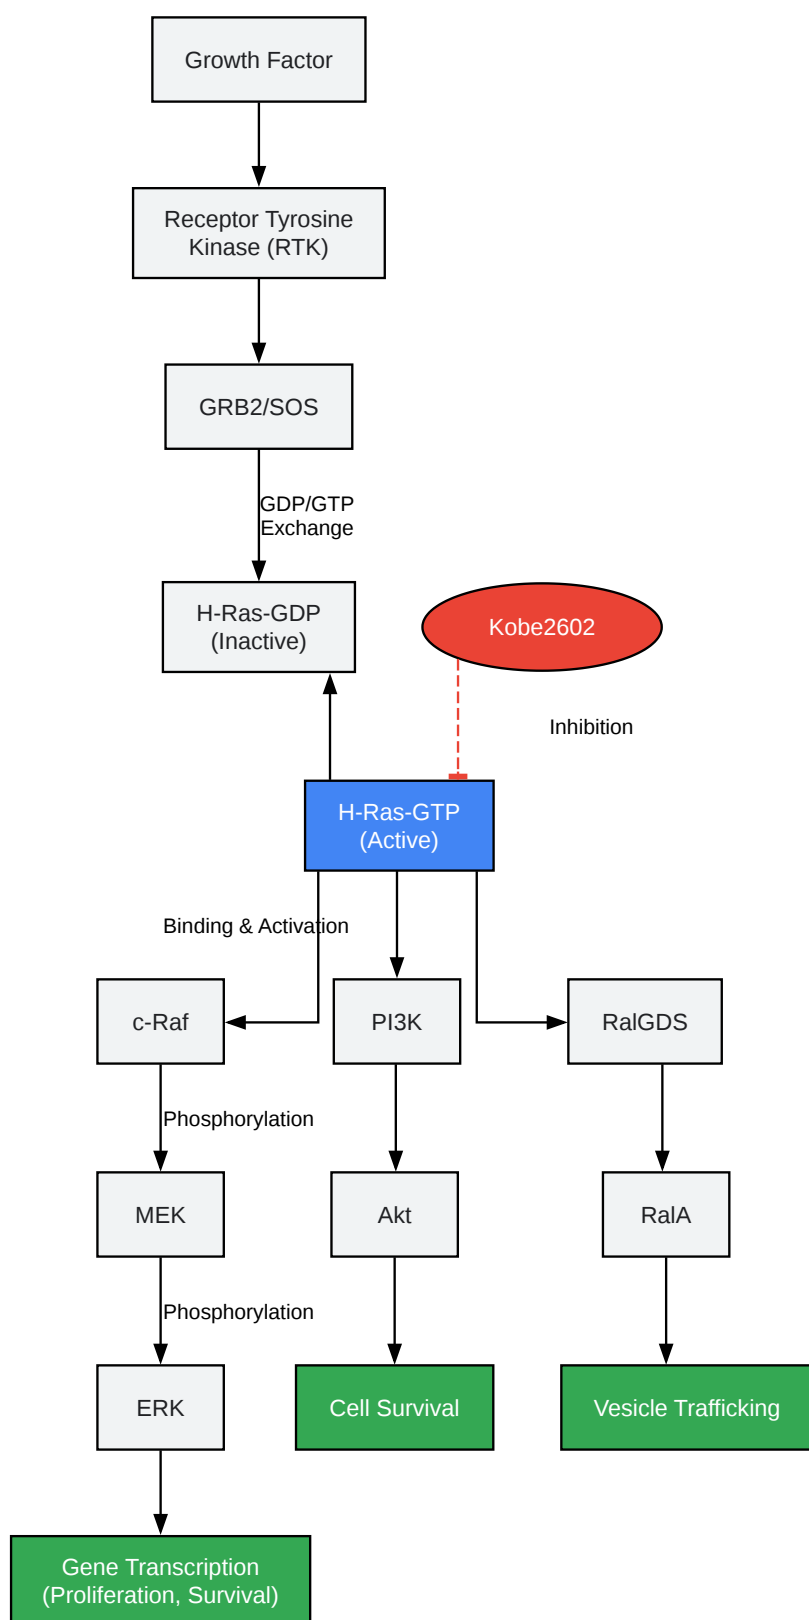 Growth Factor
Receptor Tyrosine
Kinase (RTK)
GRB2/SOS
GDP/GTP
Exchange
H-Ras-GDP
(Inactive)
Kobe2602
Inhibition
H-Ras-GTP
(Active)
Binding & Activation
c-Raf
PI3K
RalGDS
Phosphorylation
MEK
Akt
RalA
Phosphorylation
ERK
Cell Survival
Vesicle Trafficking
Gene Transcription
(Proliferation, Survival)